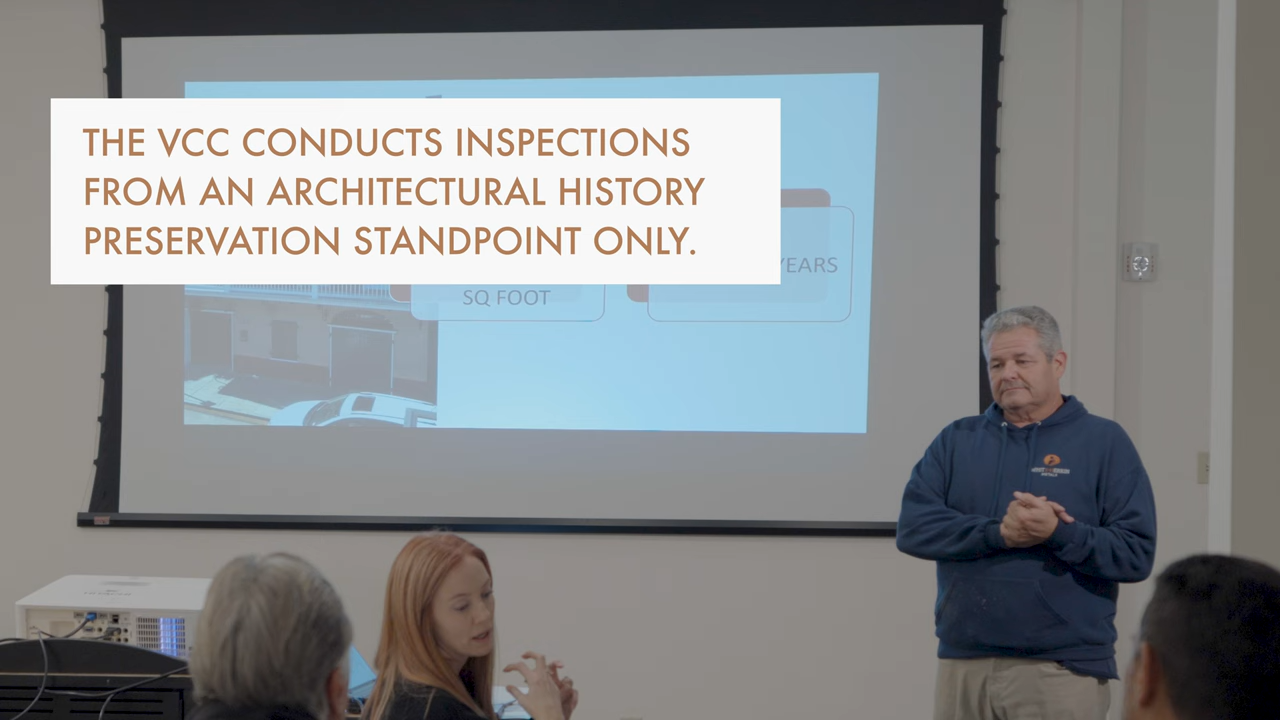 THE VCC CONDUCTS INSPECTIONS
FROM AN ARCHITECTURAL HISTORY
PRESERVATION STANDPOINT ONLY.
YEARS
SQ FOOT